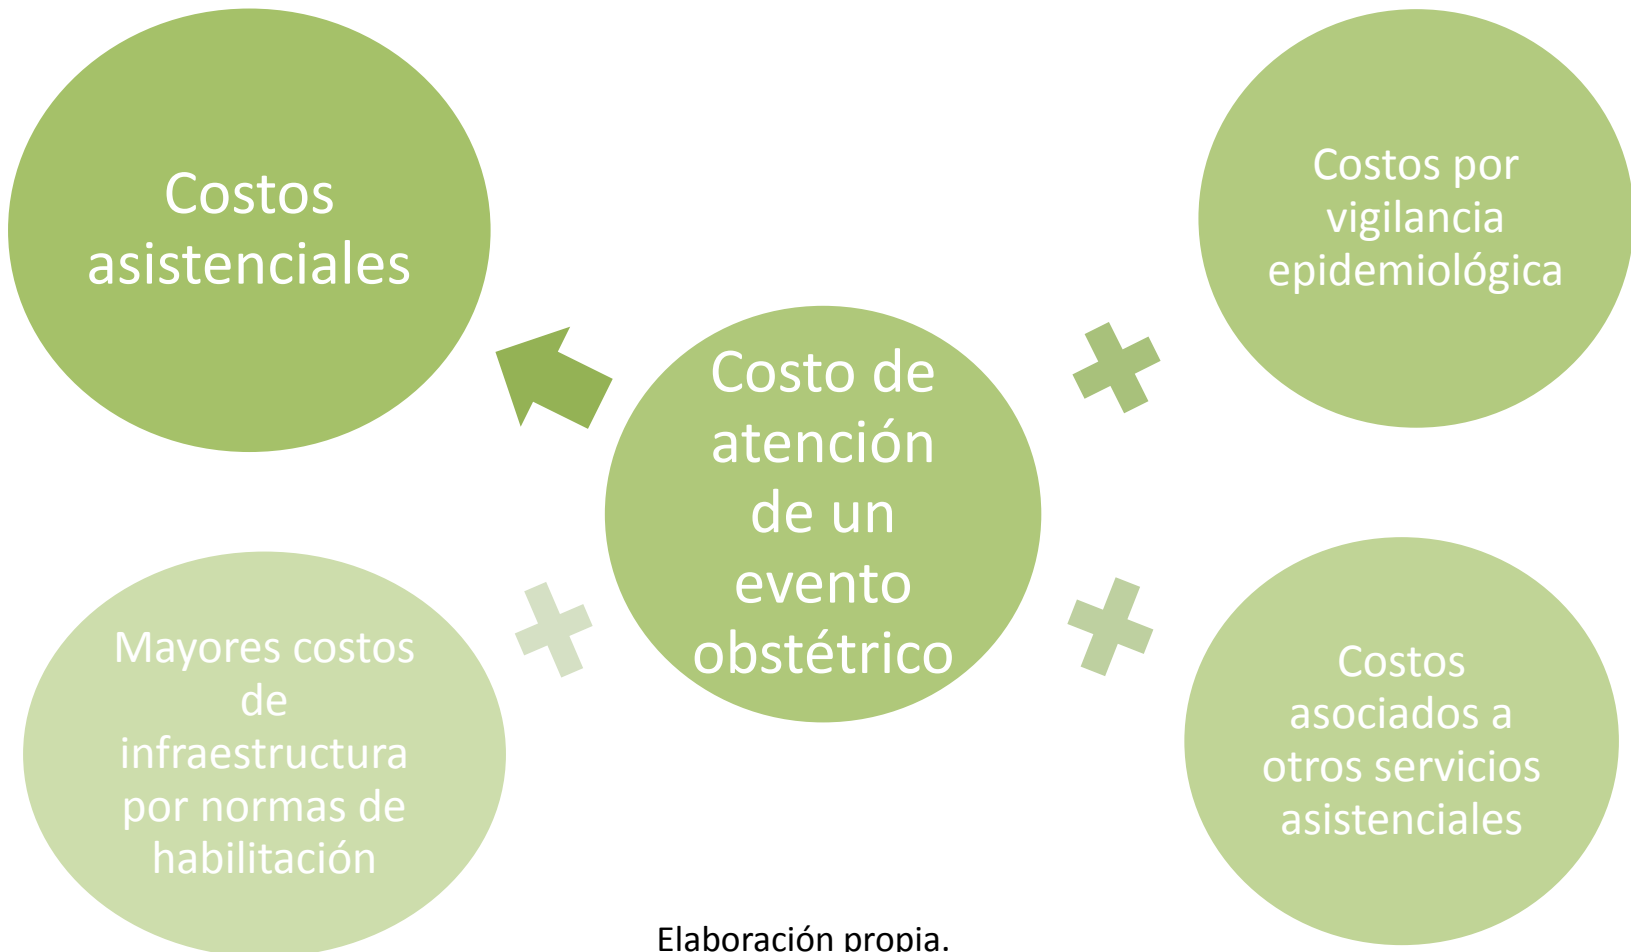 Costos
asistenciales
Costos por
vigilancia
epidemiológica
Costo de
atención
de un
evento
obstétrico
Mayores costos
de
infraestructura
por normas de
habilitación
Costos
asociados a
otros servicios
asistenciales
Elaboración propia.